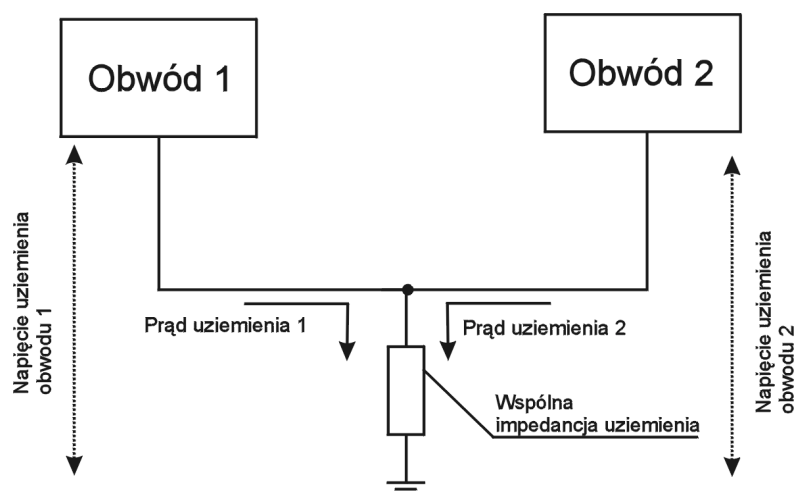 Obwód 1
Obwód 2
Napięcie uziemienia
obwodu 1
Prąd uziemienia 1
Prąd uziemienia 2
Wspólna
impedancja uziemienia
Napięcie uziemienia
obwodu 2